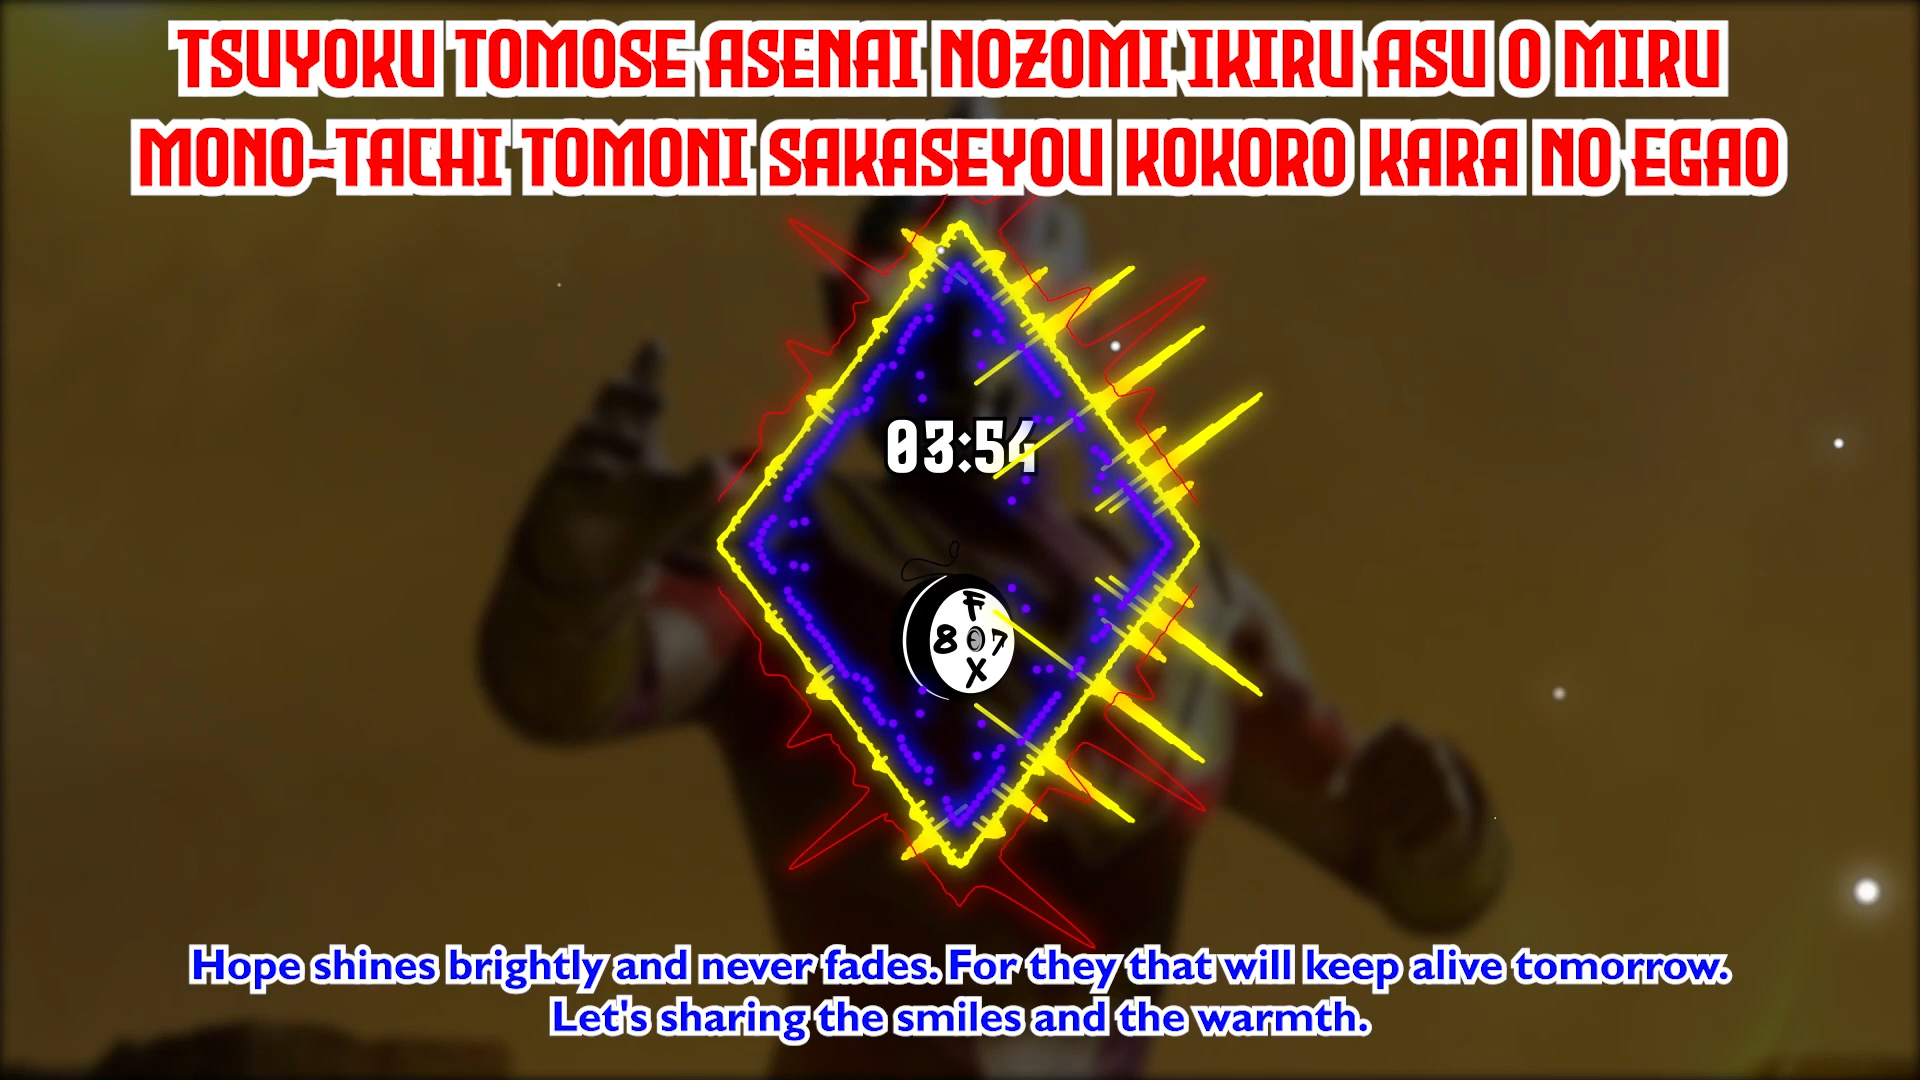 TSUYOKU TOMOSE ASENAI NOZOMI IKIRU ASU O MIRU
MONO-TACHI TOMONI SAKASEYOU KOKORO KARA NO EGAO
03:54
F
8 7
X
Hope shines brightly and never fades. For they that will keep alive tomorrow.
Let's sharing the smiles and the warmth.